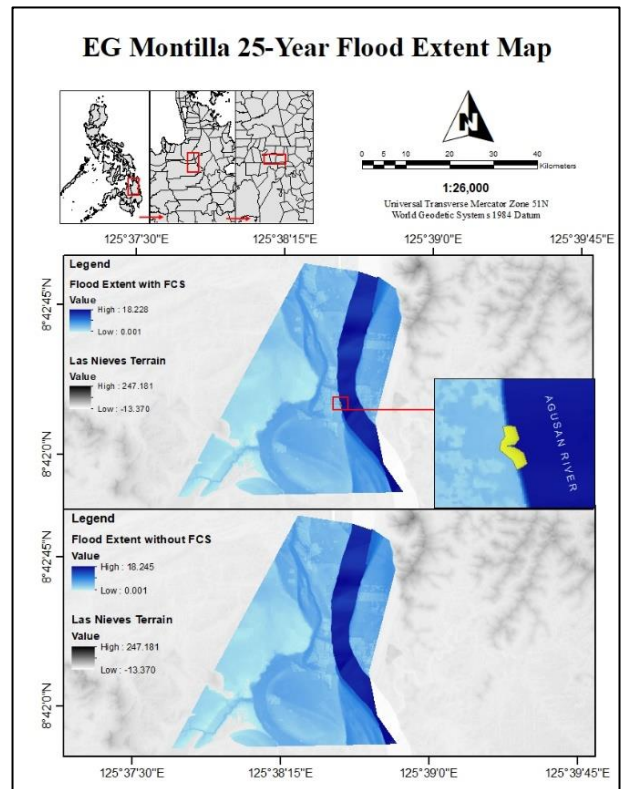 EG Montilla 25-Year Flood Extent Map
N
0 5 10 20 30 40
Kilometers
1:26,000
Universal Transverse Mercator Zone 51N
World Geodetic Systems 1984 Datum
125°37'30"E 125°38'15"E 125°39'0"E 125°39'45"E
Legend
Flood Extent with FCS
Value
High : 18.228
Low : 0.001
Las Nieves Terrain
Value
High : 247.181
Low : -13.370
8°42'45"N
8°42'0"N
AGUSAN RIVER
Legend
Flood Extent without FCS
Value
High : 18.245
Low : 0.001
Las Nieves Terrain
Value
High : 247.181
Low : -13.370
8°42'45"N
8°42'0"N
125°37'30"E 125°38'15"E 125°39'0"E 125°39'45"E